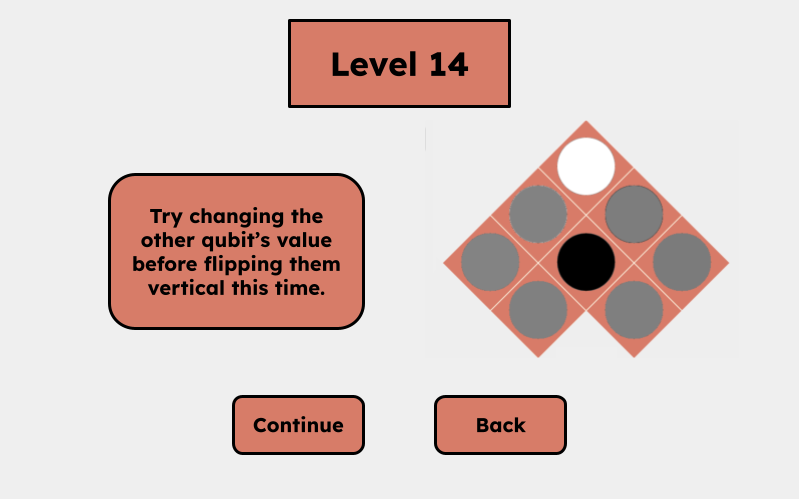 Level 14
Try changing the
other qubit’s value
before flipping them
vertical this time.
Continue
Back